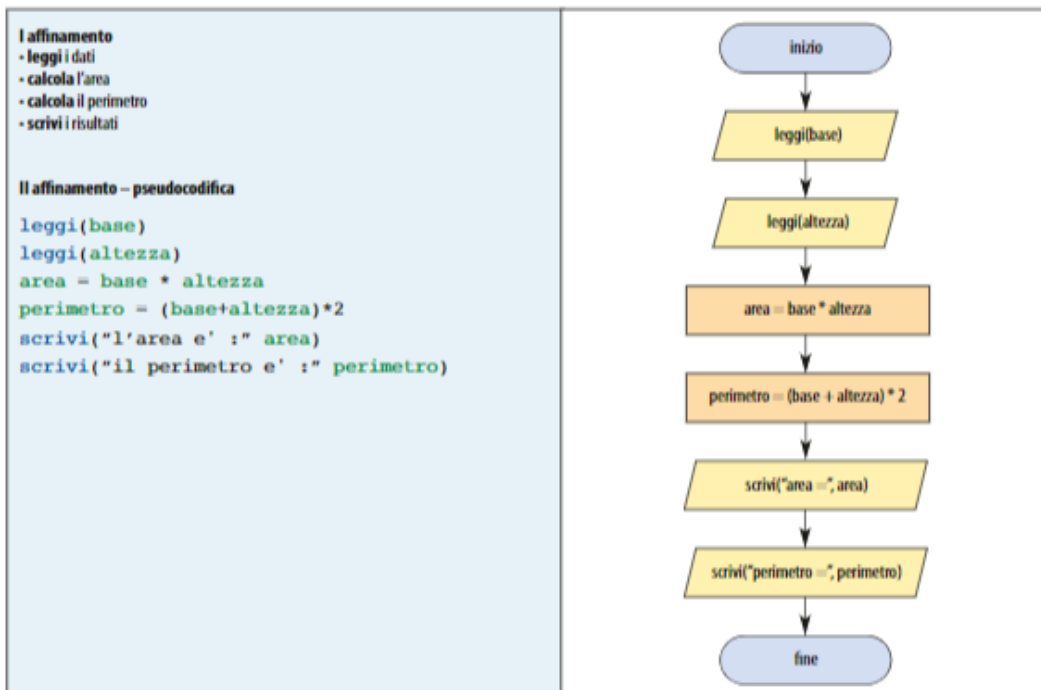 I affinamento
• leggi i dati
• calcola l'area
• calcola il perimetro
• scrivi i risultati
II affinamento – pseudocodifica
leggi(base)
leggi(altezza)
area = base * altezza
perimetro = (base+altezza)*2
scrivi("l'area e' :" area)
scrivi("il perimetro e' :" perimetro)
inizio
leggi(base)
leggi(altezza)
area = base * altezza
perimetro = (base + altezza) * 2
scrivi("area =", area)
scrivi("perimetro =", perimetro)
fine